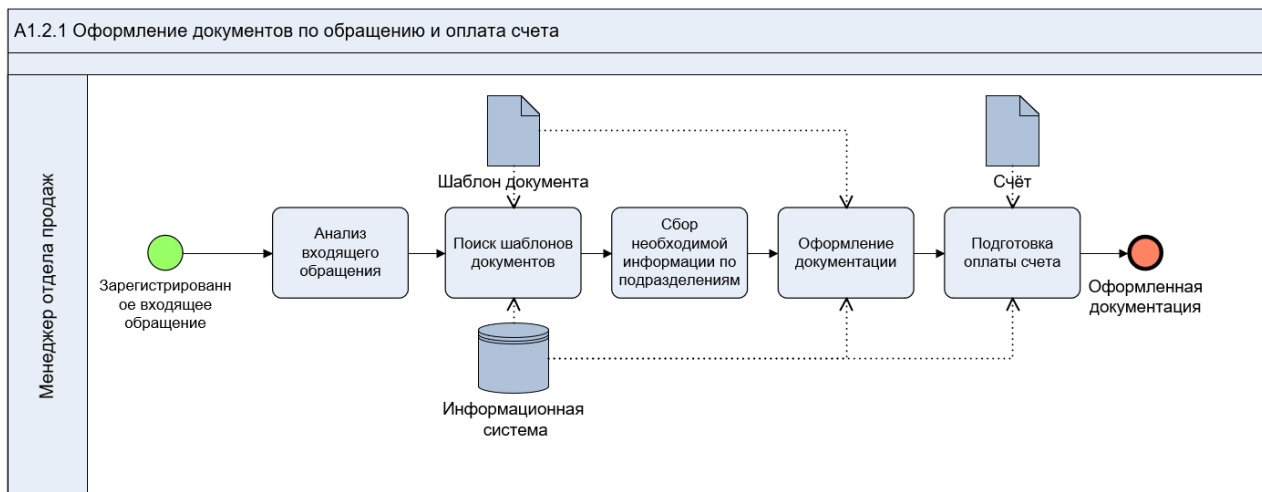 A1.2.1 Оформление документов по обращению и оплата счета
Менеджер отдела продаж
Шаблон документа
Счёт
Анализ
входящего
обращения
Поиск шаблонов
документов
Сбор
необходимой
информации по
подразделениям
Оформление
документации
Подготовка
оплаты счета
Зарегистрированн
ое входящее
обращение
Оформленная
документация
Информационная
система